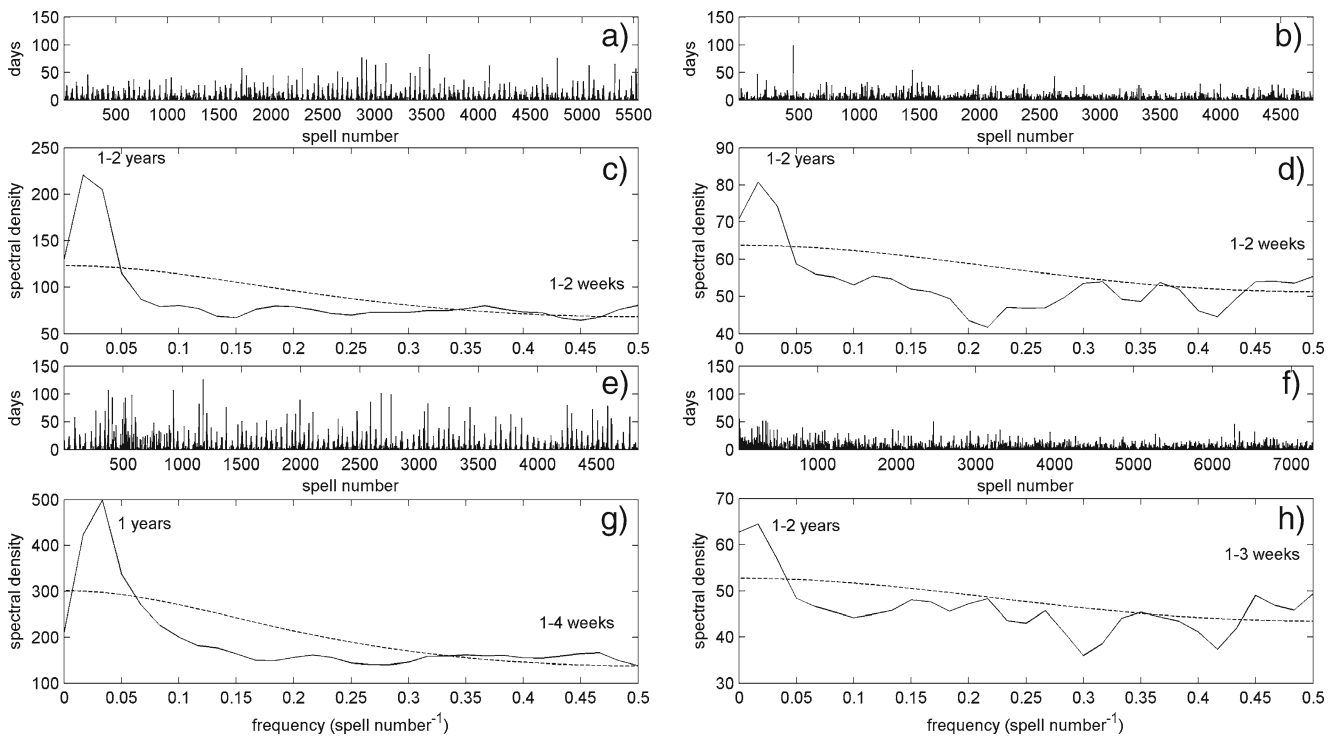 150
100
50
0
days
a)
500 1000 1500 2000 2500 3000 3500 4000 4500 5000 5500
spell number
150
100
50
0
days
b)
500 1000 1500 2000 2500 3000 3500 4000 4500
spell number
250
200
150
100
50
spectral density
1-2 years
c)
1-2 weeks
0 0.05 0.1 0.15 0.2 0.25 0.3 0.35 0.4 0.45 0.5
90
80
70
60
50
40
spectral density
1-2 years
d)
1-2 weeks
0 0.05 0.1 0.15 0.2 0.25 0.3 0.35 0.4 0.45 0.5
150
100
50
0
days
e)
500 1000 1500 2000 2500 3000 3500 4000 4500
spell number
150
100
50
0
days
f)
1000 2000 3000 4000 5000 6000 7000
spell number
500
400
300
200
100
spectral density
1 years
g)
1-4 weeks
0 0.05 0.1 0.15 0.2 0.25 0.3 0.35 0.4 0.45 0.5
frequency (spell number⁻¹)
70
60
50
40
30
spectral density
1-2 years
h)
1-3 weeks
0 0.05 0.1 0.15 0.2 0.25 0.3 0.35 0.4 0.45 0.5
frequency (spell number⁻¹)